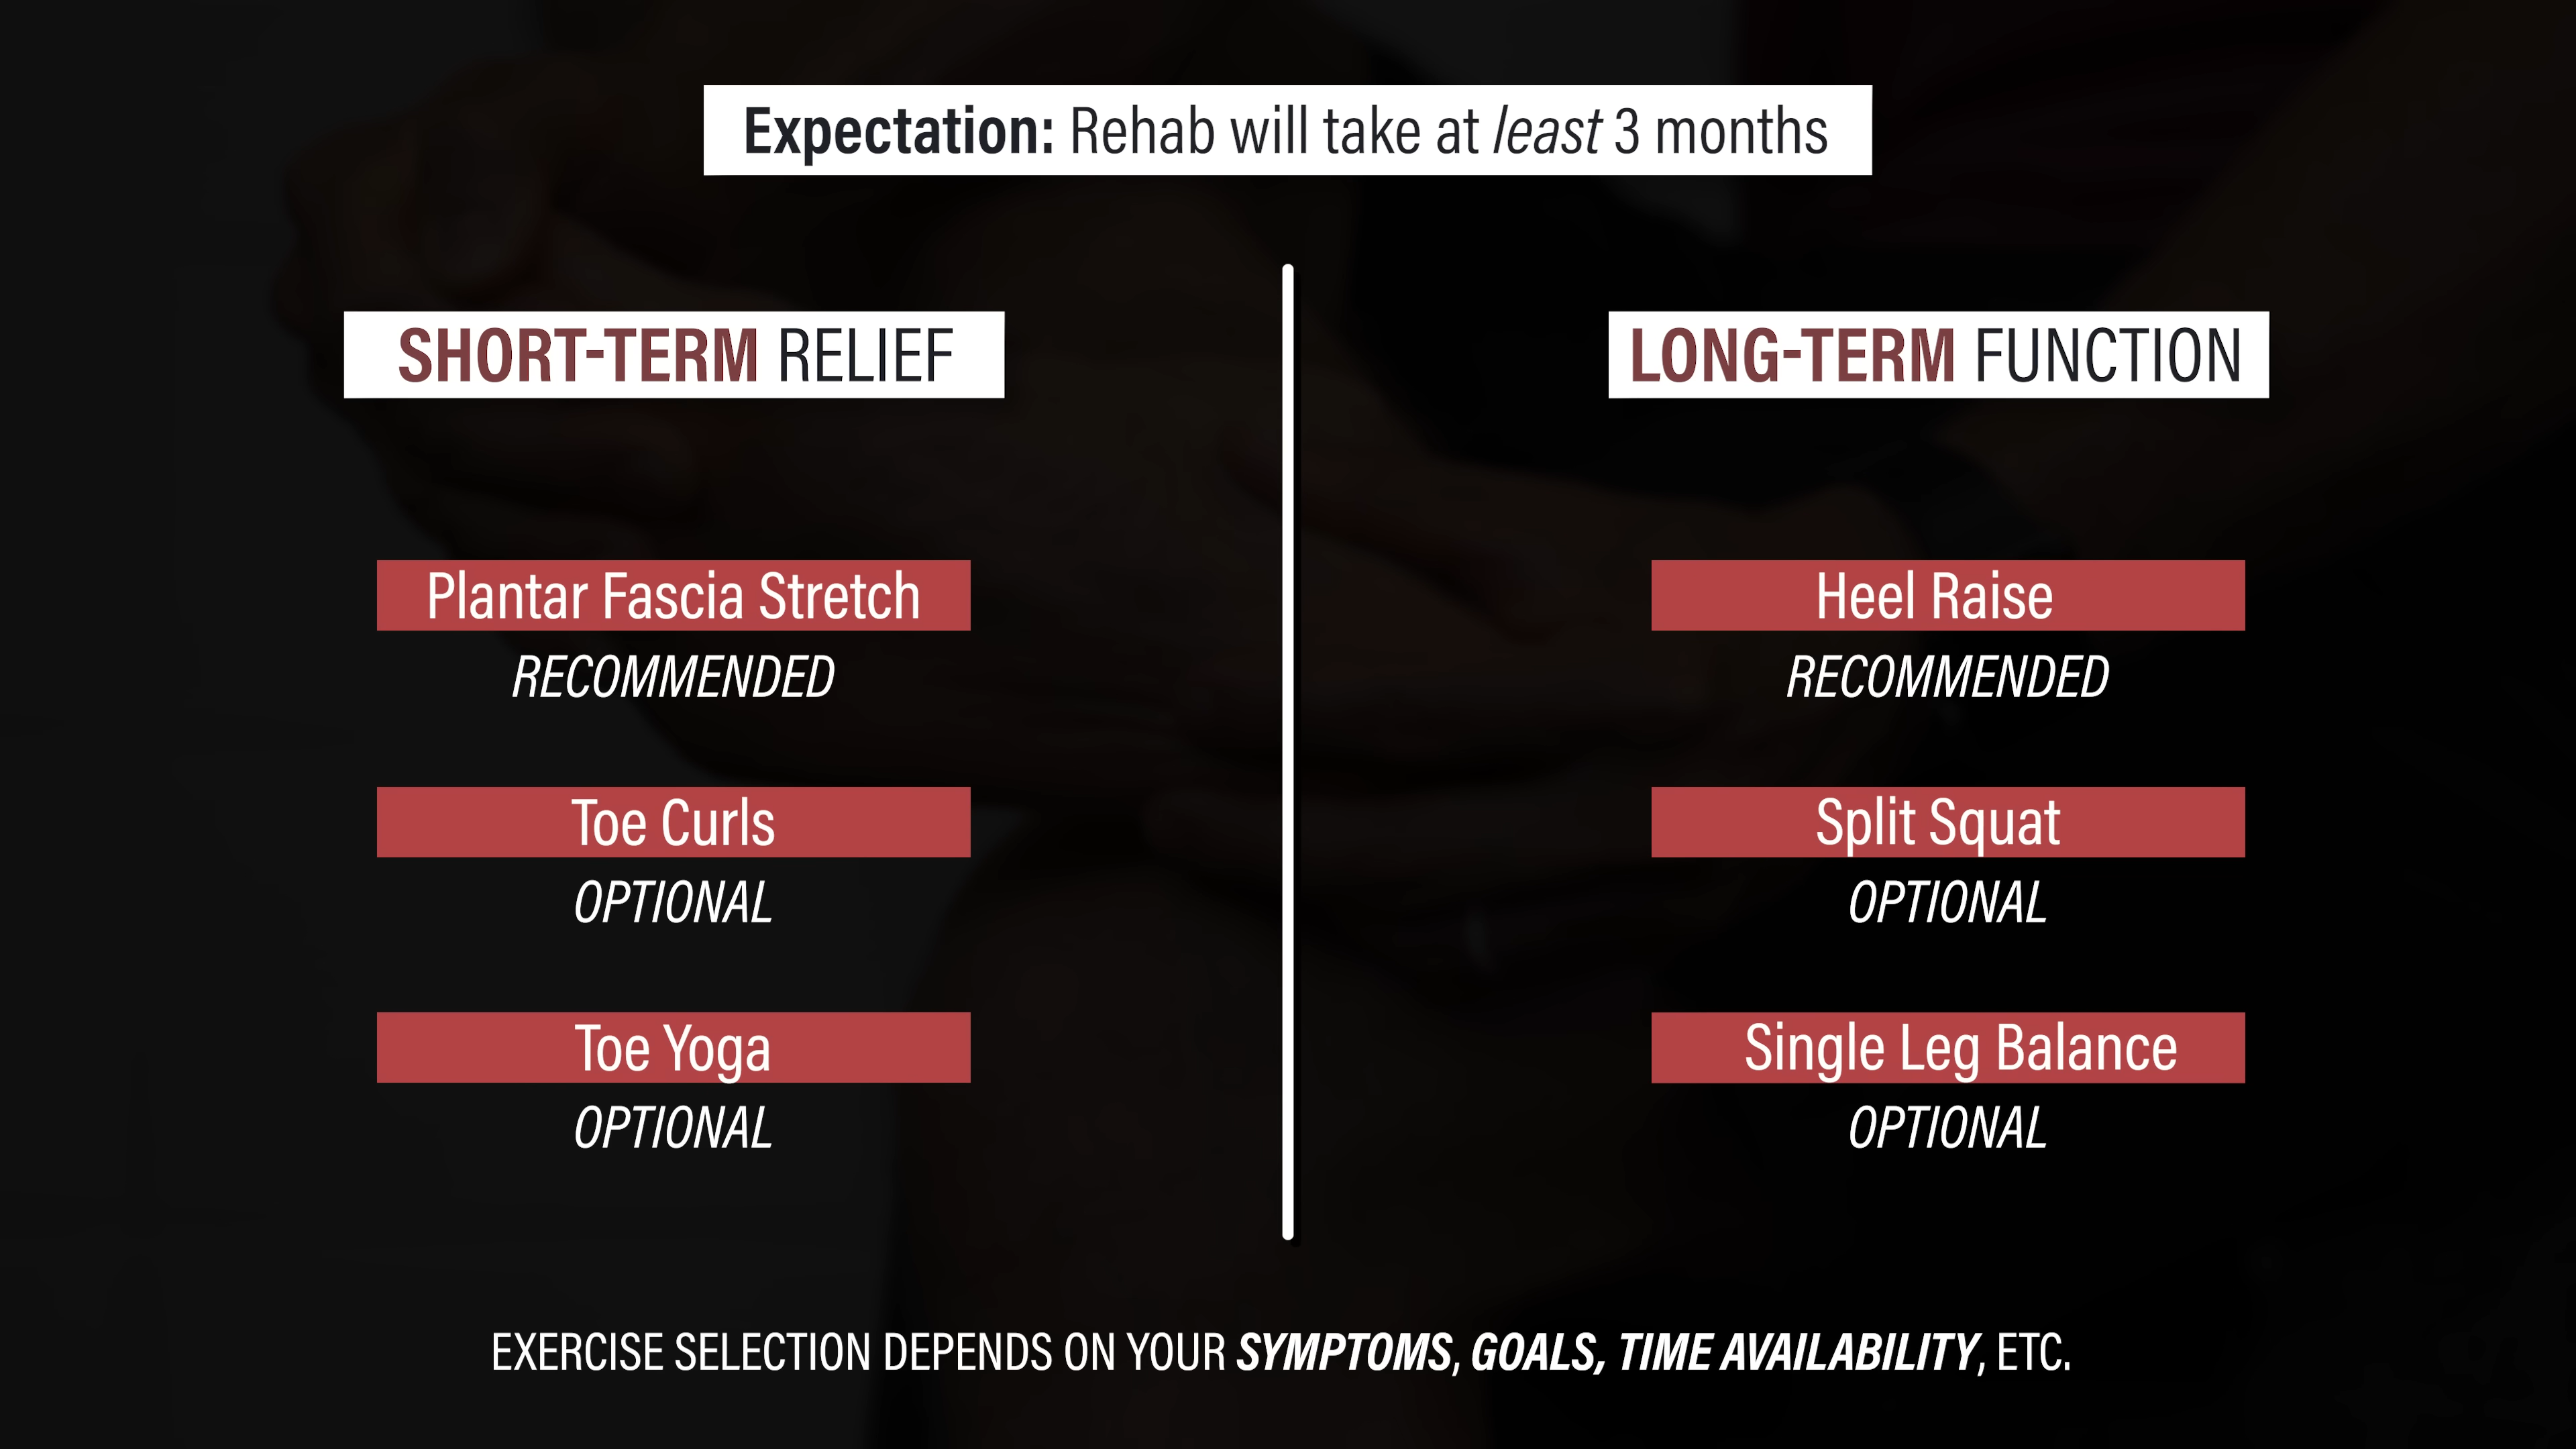 Expectation: Rehab will take at least 3 months
SHORT-TERM RELIEF
Plantar Fascia Stretch
RECOMMENDED
Toe Curls
OPTIONAL
Toe Yoga
OPTIONAL
LONG-TERM FUNCTION
Heel Raise
RECOMMENDED
Split Squat
OPTIONAL
Single Leg Balance
OPTIONAL
EXERCISE SELECTION DEPENDS ON YOUR SYMPTOMS, GOALS, TIME AVAILABILITY, ETC.